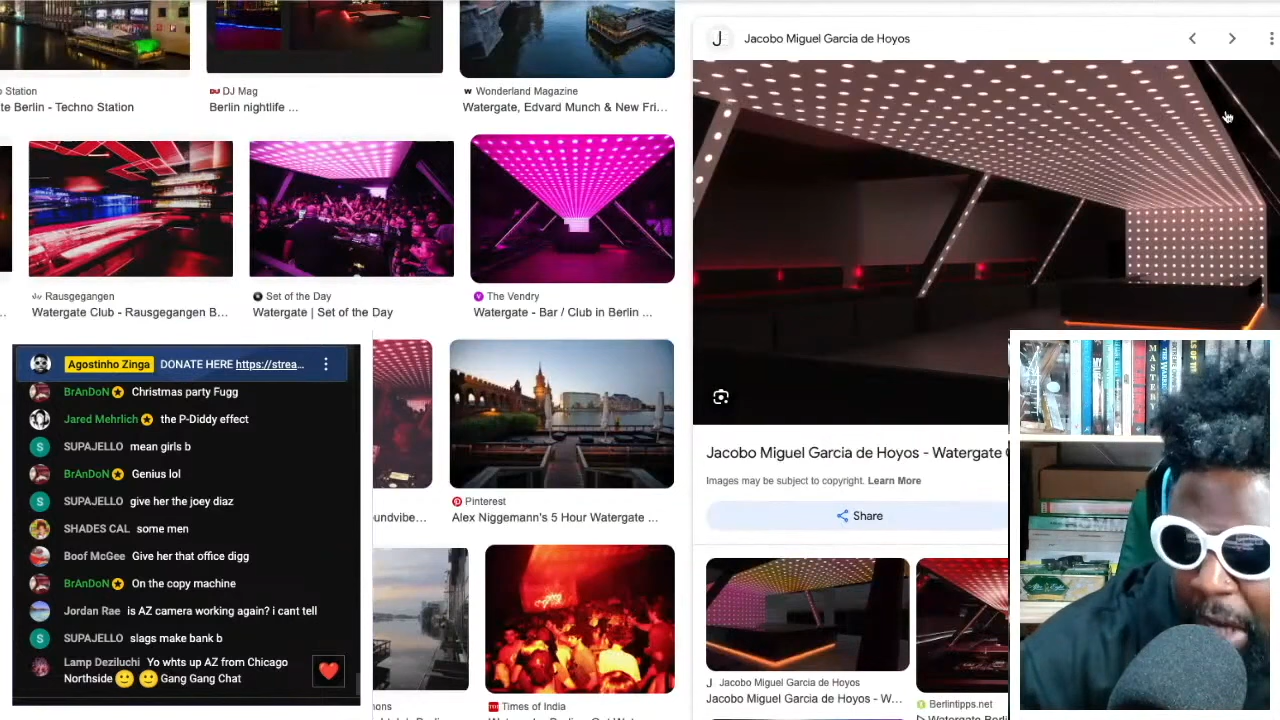 Station
te Berlin - Techno Station
DJ Mag
Berlin nightlife ...
w Wonderland Magazine
Watergate, Edvard Munch & New Fri...
J Jacobo Miguel Garcia de Hoyos
...
Rausgegangen
Watergate Club - Rausgegangen B...
Set of the Day
Watergate | Set of the Day
V The Vendry
Watergate - Bar / Club in Berlin ...
Agostinho Zinga DONATE HERE https://strea...
BrAnDoN Christmas party Fugg
Jared Mehrlich the P-Diddy effect
S SUPAJELLO mean girls b
BrAnDoN Genius lol
S SUPAJELLO give her the joey diaz
SHADES CAL some men
Boof McGee Give her that office digg
BrAnDoN On the copy machine
Jordan Rae is AZ camera working again? i cant tell
S SUPAJELLO slags make bank b
Lamp Deziluchi Yo whts up AZ from Chicago
Northside Gang Gang Chat
undvibe...
Pinterest
Alex Niggemann's 5 Hour Watergate ...
mons
Times of India
Jacobo Miguel Garcia de Hoyos - Watergate
Images may be subject to copyright. Learn More
Share
J Jacobo Miguel Garcia de Hoyos
Jacobo Miguel Garcia de Hoyos - W...
Berlintipps.net
MASTERY
THE WARRI